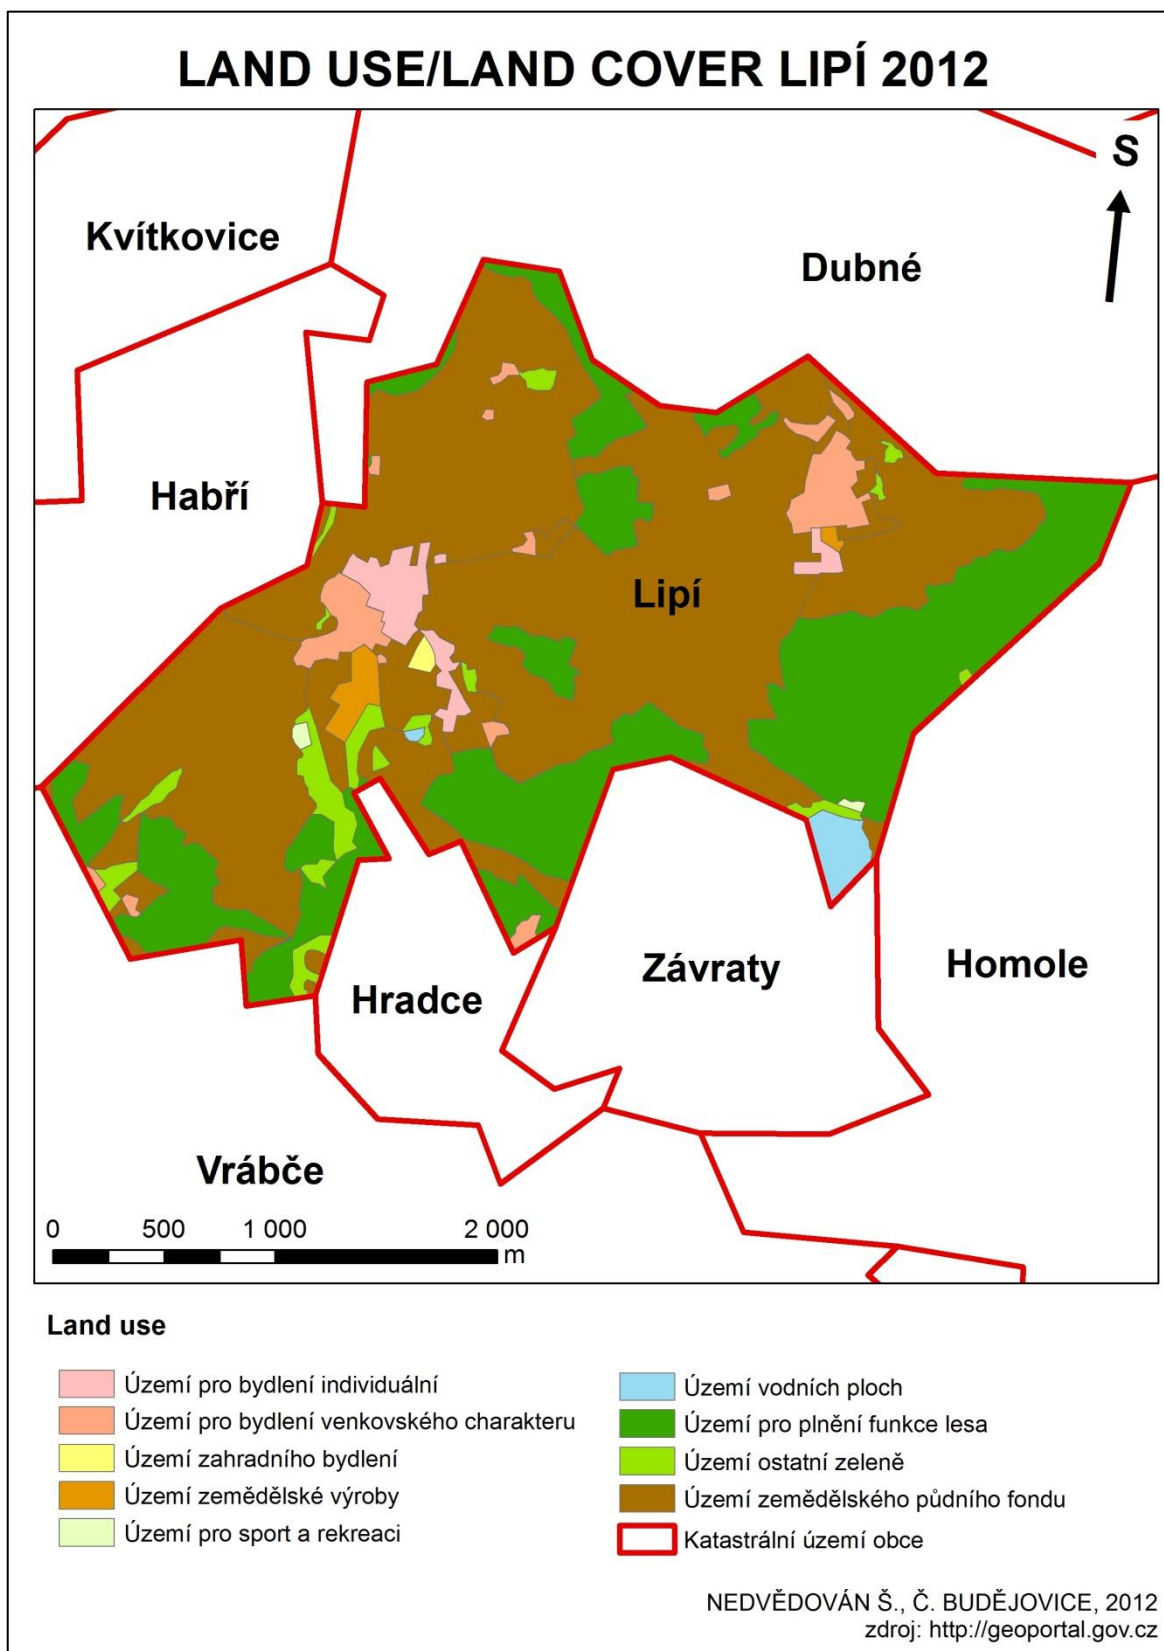 LAND USE/LAND COVER LIPÍ 2012
S
Kvítkovice
Dubné
Habří
Lipí
Závraty
Homole
Hradce
Vrábče
0 500 1 000 2 000
m
Land use
Území pro bydlení individuální
Území pro bydlení venkovského charakteru
Území zahradního bydlení
Území zemědělské výroby
Území pro sport a rekreaci
Území vodních ploch
Území pro plnění funkce lesa
Území ostatní zeleně
Území zemědělského půdního fondu
Katastrální území obce
NEDVĚDOVÁN Š., Č. BUDĚJOVICE, 2012
zdroj: http://geoportal.gov.cz